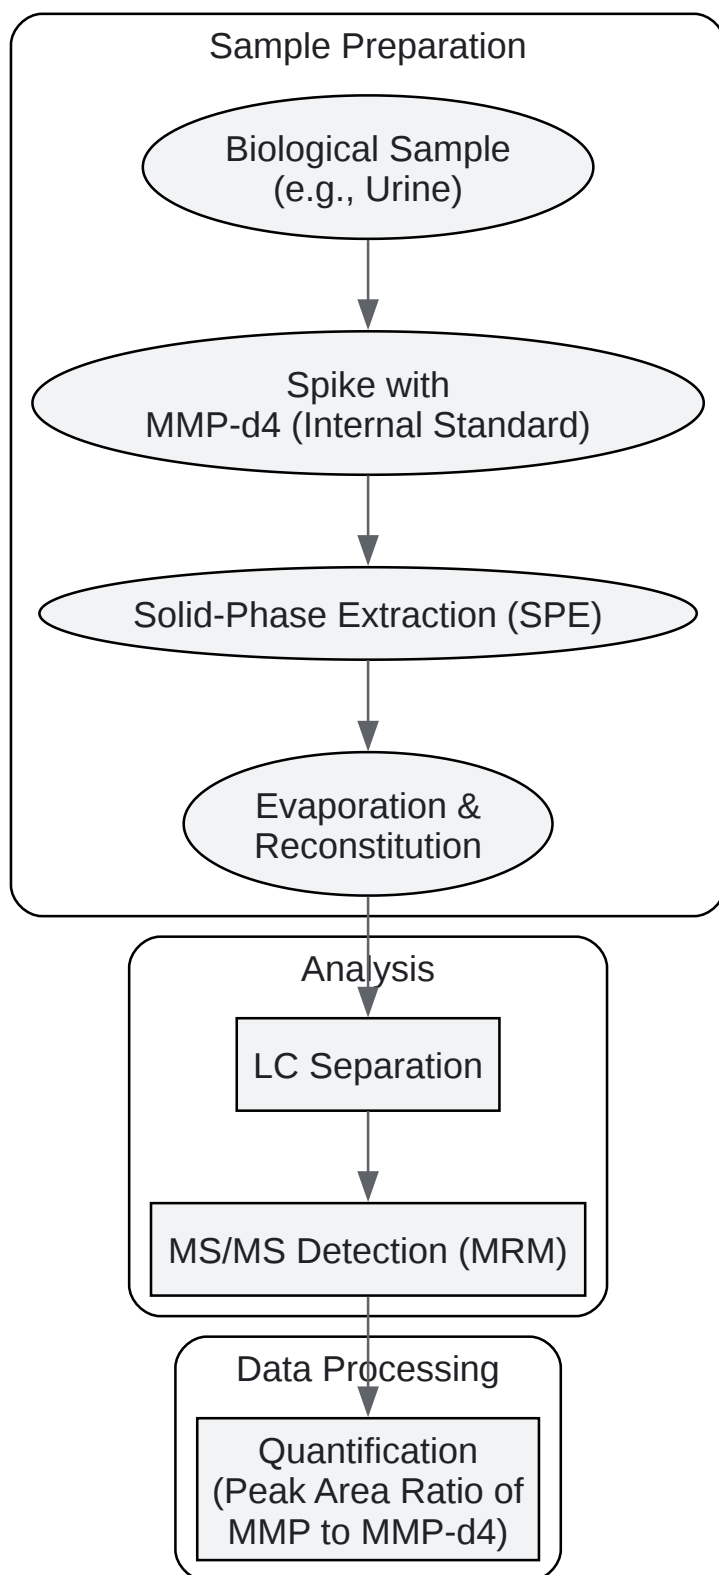 Sample Preparation
Biological Sample
(e.g., Urine)
Spike with
MMP-d4 (Internal Standard)
Solid-Phase Extraction (SPE)
Evaporation &
Reconstitution
Analysis
LC Separation
MS/MS Detection (MRM)
Data Processing
Quantification
(Peak Area Ratio of
MMP to MMP-d4)